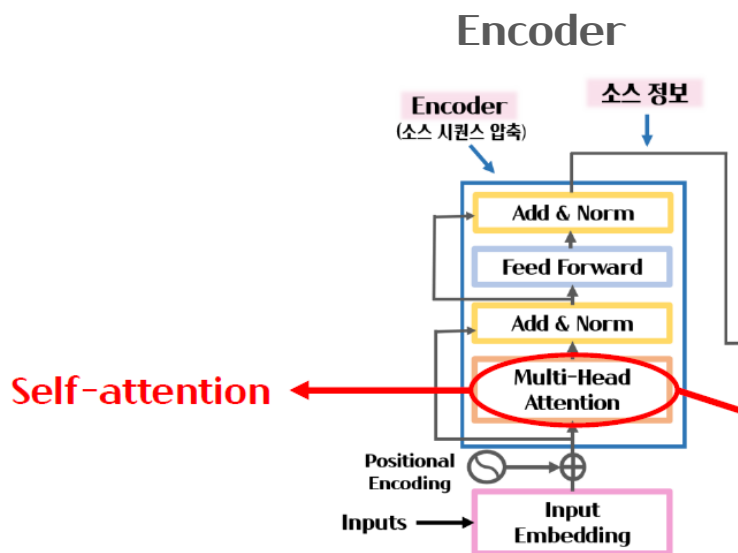 Encoder
소스 정보
Encoder
(소스 시퀀스 압축)
Add & Norm
Feed Forward
Add & Norm
Self-attention
Multi-Head
Attention
Positional
Encoding
Inputs
Input
Embedding